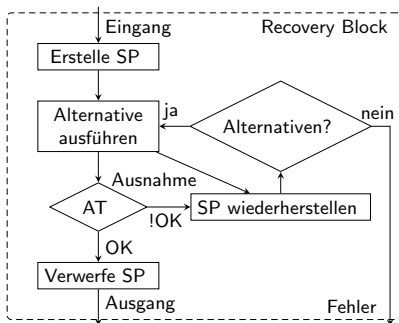 Eingang
Recovery Block
Erstelle SP
Alternative
ausführen
ja
Alternativen?
nein
Ausnahme
AT
!OK
SP wiederherstellen
OK
Verwerfe SP
Ausgang
Fehler